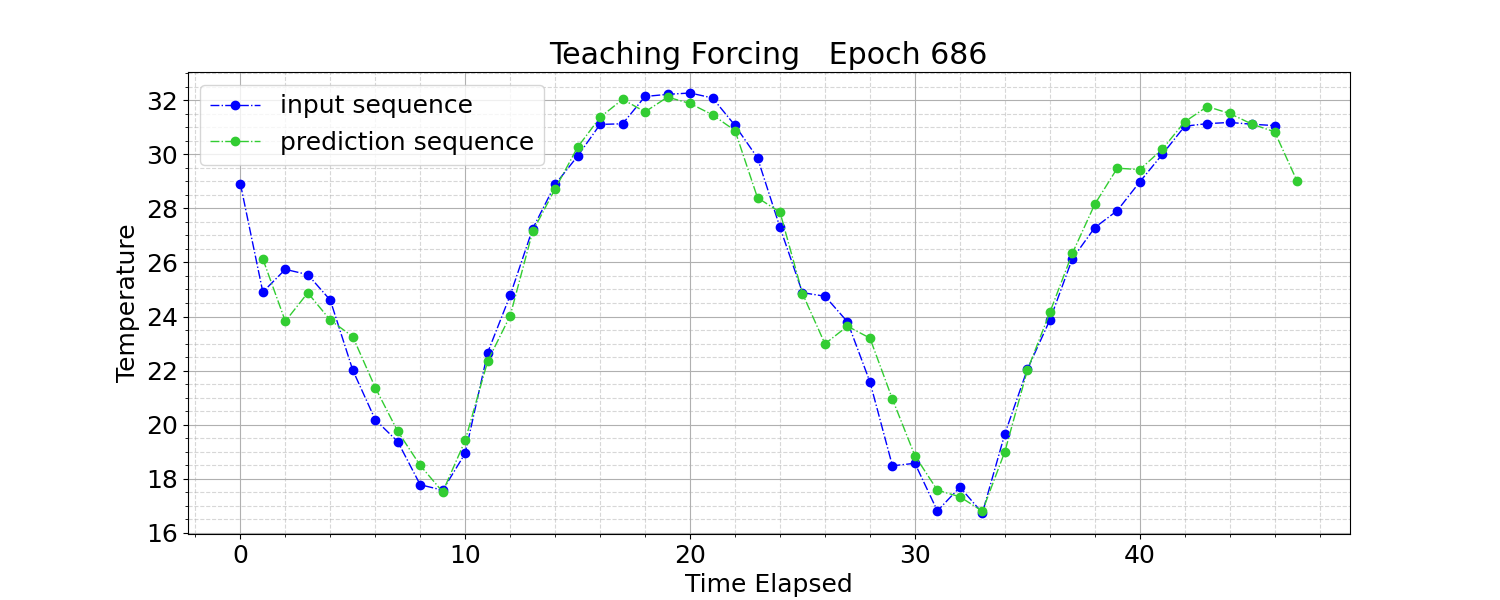 Teaching Forcing   Epoch 686
input sequence
prediction sequence
32
30
28
26
24
22
20
18
16
Temperature
0 10 20 30 40
Time Elapsed